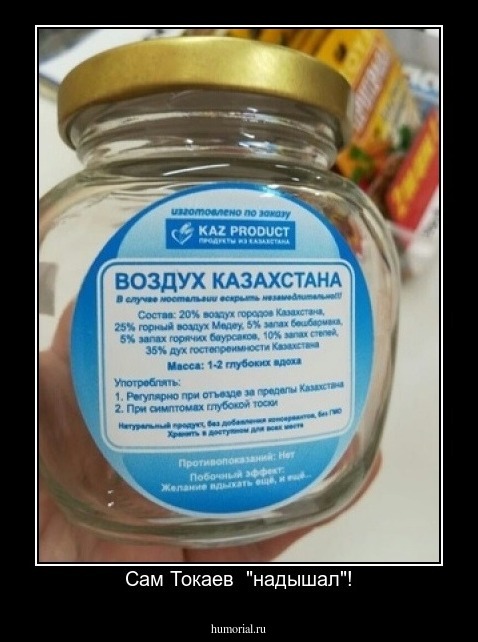 изготовлено по заказу
KAZ PRODUCT
ПРОДУКТЫ ИЗ КАЗАХСТАНА
ВОЗДУХ КАЗАХСТАНА
В случае ностальгии вскрыть незамедлительно!!!
Состав: 20% воздух городов Казахстана,
25% горный воздух Медеу, 5% запах бешбармака,
5% запах горячих баурсаков, 10% запах степей,
35% дух гостеприимности Казахстана
Масса: 1-2 глубоких вдоха
Употреблять:
1. Регулярно при отъезде за пределы Казахстана
2. При симптомах глубокой тоски
Натуральный продукт, без добавления консервантов, без ГМО
Хранить в доступном для всех месте
Противопоказаний: Нет
Побочный эффект:
Желание вдыхать ещё, и ещё...
Сам Токаев "надышал"!
humorial.ru